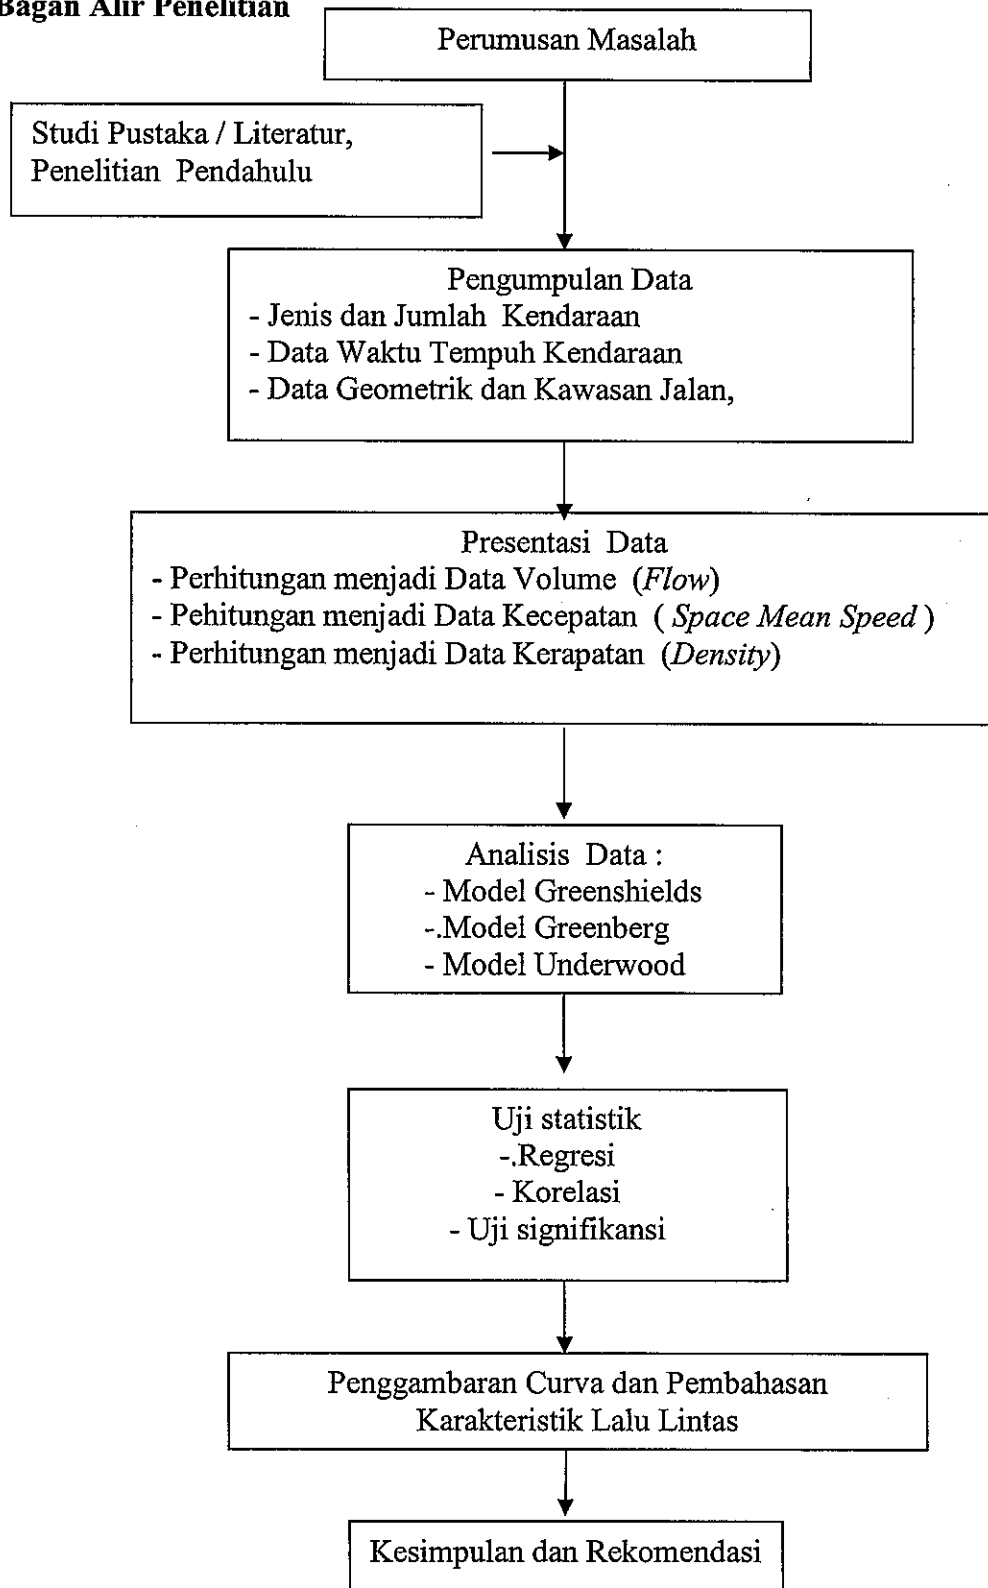 Bagan Alir Penelitian
Perumusan Masalah
Studi Pustaka / Literatur,
Penelitian Pendahulu
Pengumpulan Data
- Jenis dan Jumlah Kendaraan
- Data Waktu Tempuh Kendaraan
- Data Geometrik dan Kawasan Jalan,
Presentasi Data
- Perhitungan menjadi Data Volume (Flow)
- Pehitungan menjadi Data Kecepatan ( Space Mean Speed )
- Perhitungan menjadi Data Kerapatan (Density)
Analisis Data :
- Model Greenshields
-.Model Greenberg
- Model Underwood
Uji statistik
-.Regresi
- Korelasi
- Uji signifikansi
Penggambaran Curva dan Pembahasan
Karakteristik Lalu Lintas
Kesimpulan dan Rekomendasi